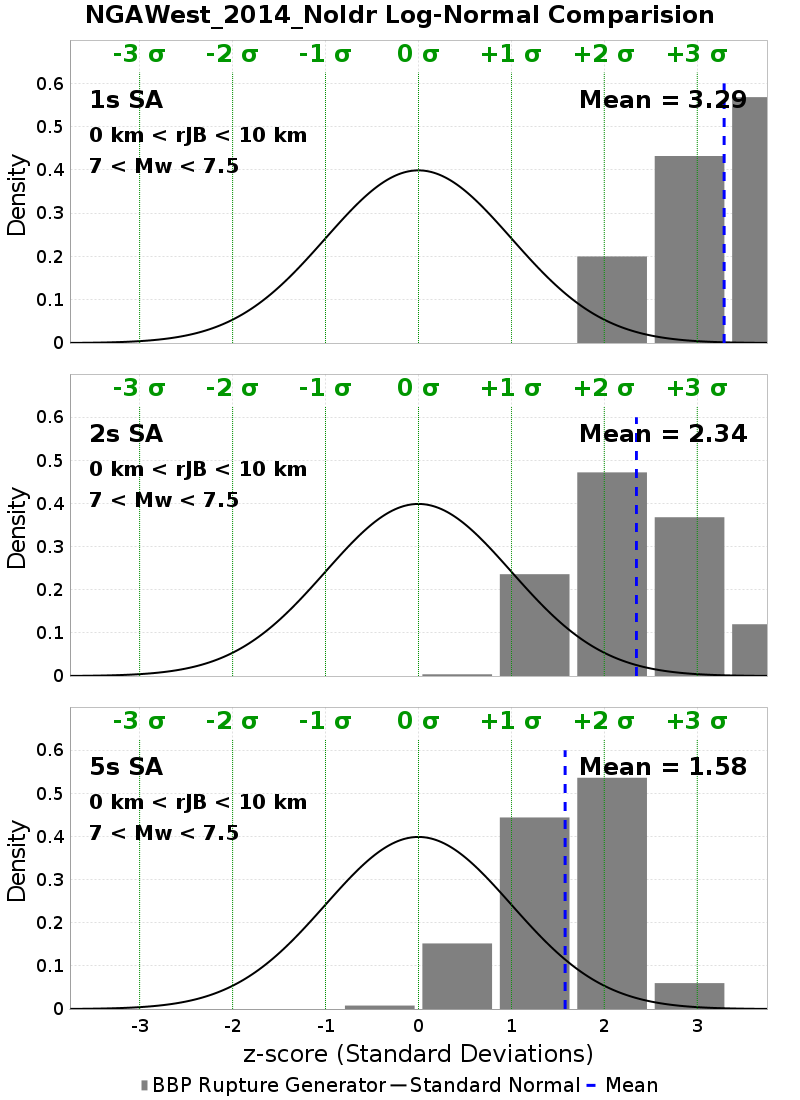 NGAWest_2014_NoIdr Log-Normal Comparision
-3 σ -2 σ -1 σ 0 σ +1 σ +2 σ +3 σ
0.6
1s SA Mean = 3.29
0.5
0 km < rJB < 10 km
7 < Mw < 7.5
0.4
0.3
0.2
0.1
0
Density
-3 σ -2 σ -1 σ 0 σ +1 σ +2 σ +3 σ
0.6
2s SA Mean = 2.34
0.5
0 km < rJB < 10 km
7 < Mw < 7.5
0.4
0.3
0.2
0.1
0
Density
-3 σ -2 σ -1 σ 0 σ +1 σ +2 σ +3 σ
0.6
5s SA Mean = 1.58
0.5
0 km < rJB < 10 km
7 < Mw < 7.5
0.4
0.3
0.2
0.1
0
Density
-3 -2 -1 0 1 2 3
z-score (Standard Deviations)
BBP Rupture Generator Standard Normal Mean